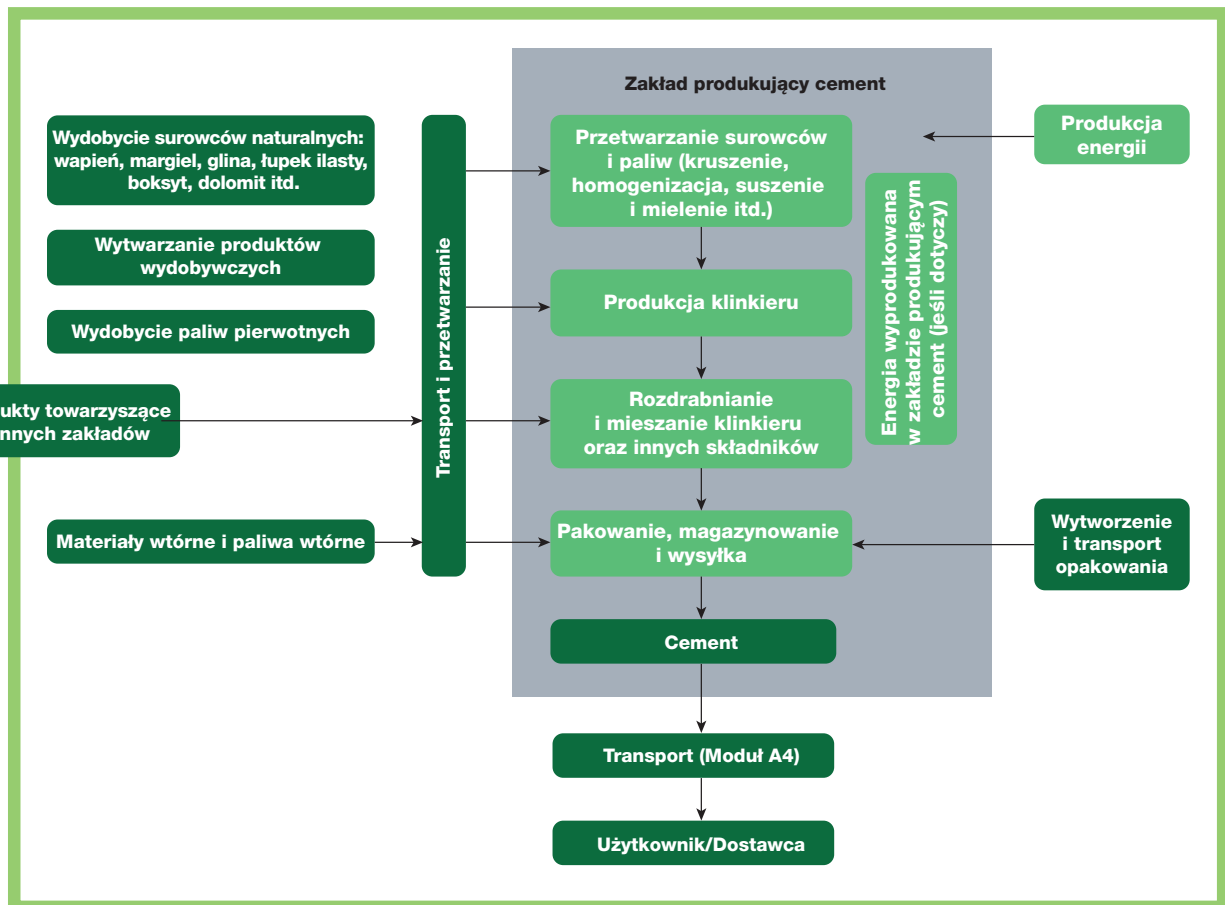 Zakład produkujący cement
Wydobycie surowców naturalnych:
wapień, margiel, glina, łupek ilasty,
boksyt, dolomit itd.
Wytwarzanie produktów
wydobywczych
Wydobycie paliw pierwotnych
ukty towarzyszące
nnych zakładów
Materiały wtórne i paliwa wtórne
Transport i przetwarzanie
Przetwarzanie surowców
i paliw (kruszenie,
homogenizacja, suszenie
i mielenie itd.)
Produkcja klinkieru
Rozdrabnianie
i mieszanie klinkieru
oraz innych składników
Pakowanie, magazynowanie
i wysyłka
Cement
Transport (Moduł A4)
Użytkownik/Dostawca
Energia wyprodukowana
w zakładzie produkującym
cement (jeśli dotyczy)
Produkcja
energii
Wytworzenie
i transport
opakowania